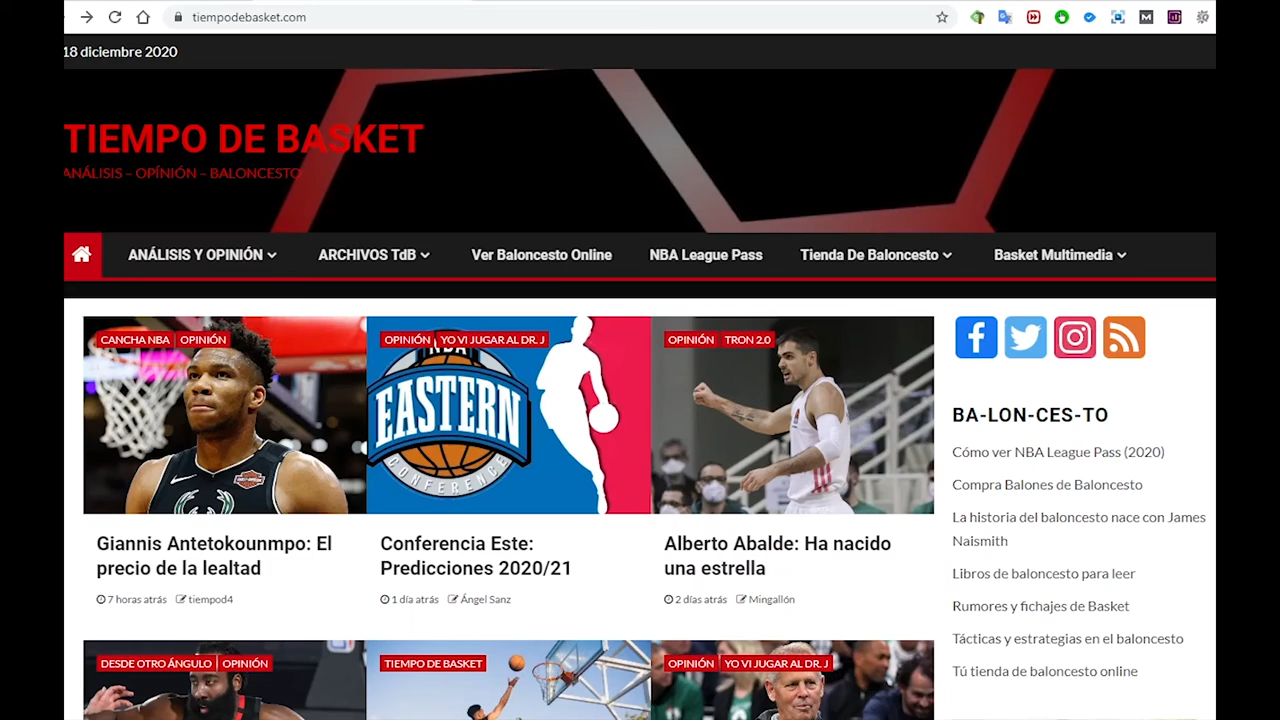 tiempodebasket.com
18 diciembre 2020
TIEMPO DE BASKET
ANÁLISIS – OPÍNIÓN – BALONCESTO
ANÁLISIS Y OPINIÓN
ARCHIVOS TdB
Ver Baloncesto Online
NBA League Pass
Tienda De Baloncesto
Basket Multimedia
CANCHA NBA
OPINIÓN
Giannis Antetokounmpo: El
precio de la lealtad
7 horas atrás
tiempod4
OPINIÓN
YO VI JUGAR AL DR. J
NBA
EASTERN
CONFERENCE
Conferencia Este:
Predicciones 2020/21
1 día atrás
Ángel Sanz
OPINIÓN
TRON 2.0
Alberto Abalde: Ha nacido
una estrella
2 días atrás
Mingallón
DESDE OTRO ÁNGULO
OPINIÓN
TIEMPO DE BASKET
OPINIÓN
YO VI JUGAR AL DR. J
BA-LON-CES-TO
Cómo ver NBA League Pass (2020)
Compra Balones de Baloncesto
La historia del baloncesto nace con James
Naismith
Libros de baloncesto para leer
Rumores y fichajes de Basket
Tácticas y estrategias en el baloncesto
Tú tienda de baloncesto online